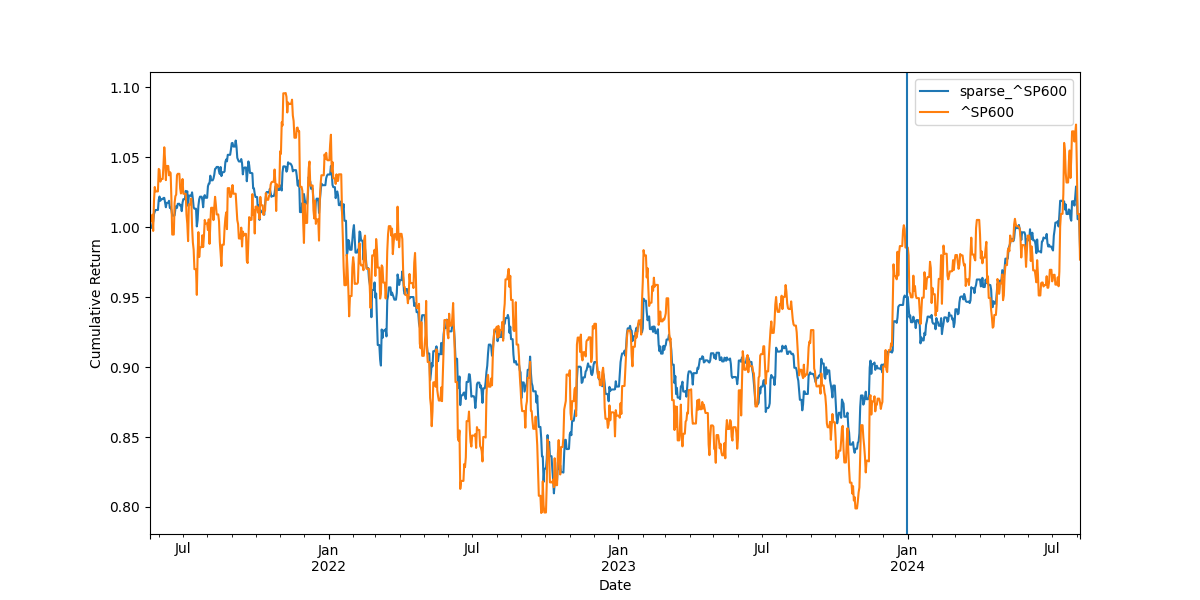 sparse_^SP600
^SP600
1.10
1.05
1.00
0.95
0.90
0.85
0.80
Cumulative Return
Jul
Jan
2022
Jul
Jan
2023
Jul
Jan
2024
Jul
Date